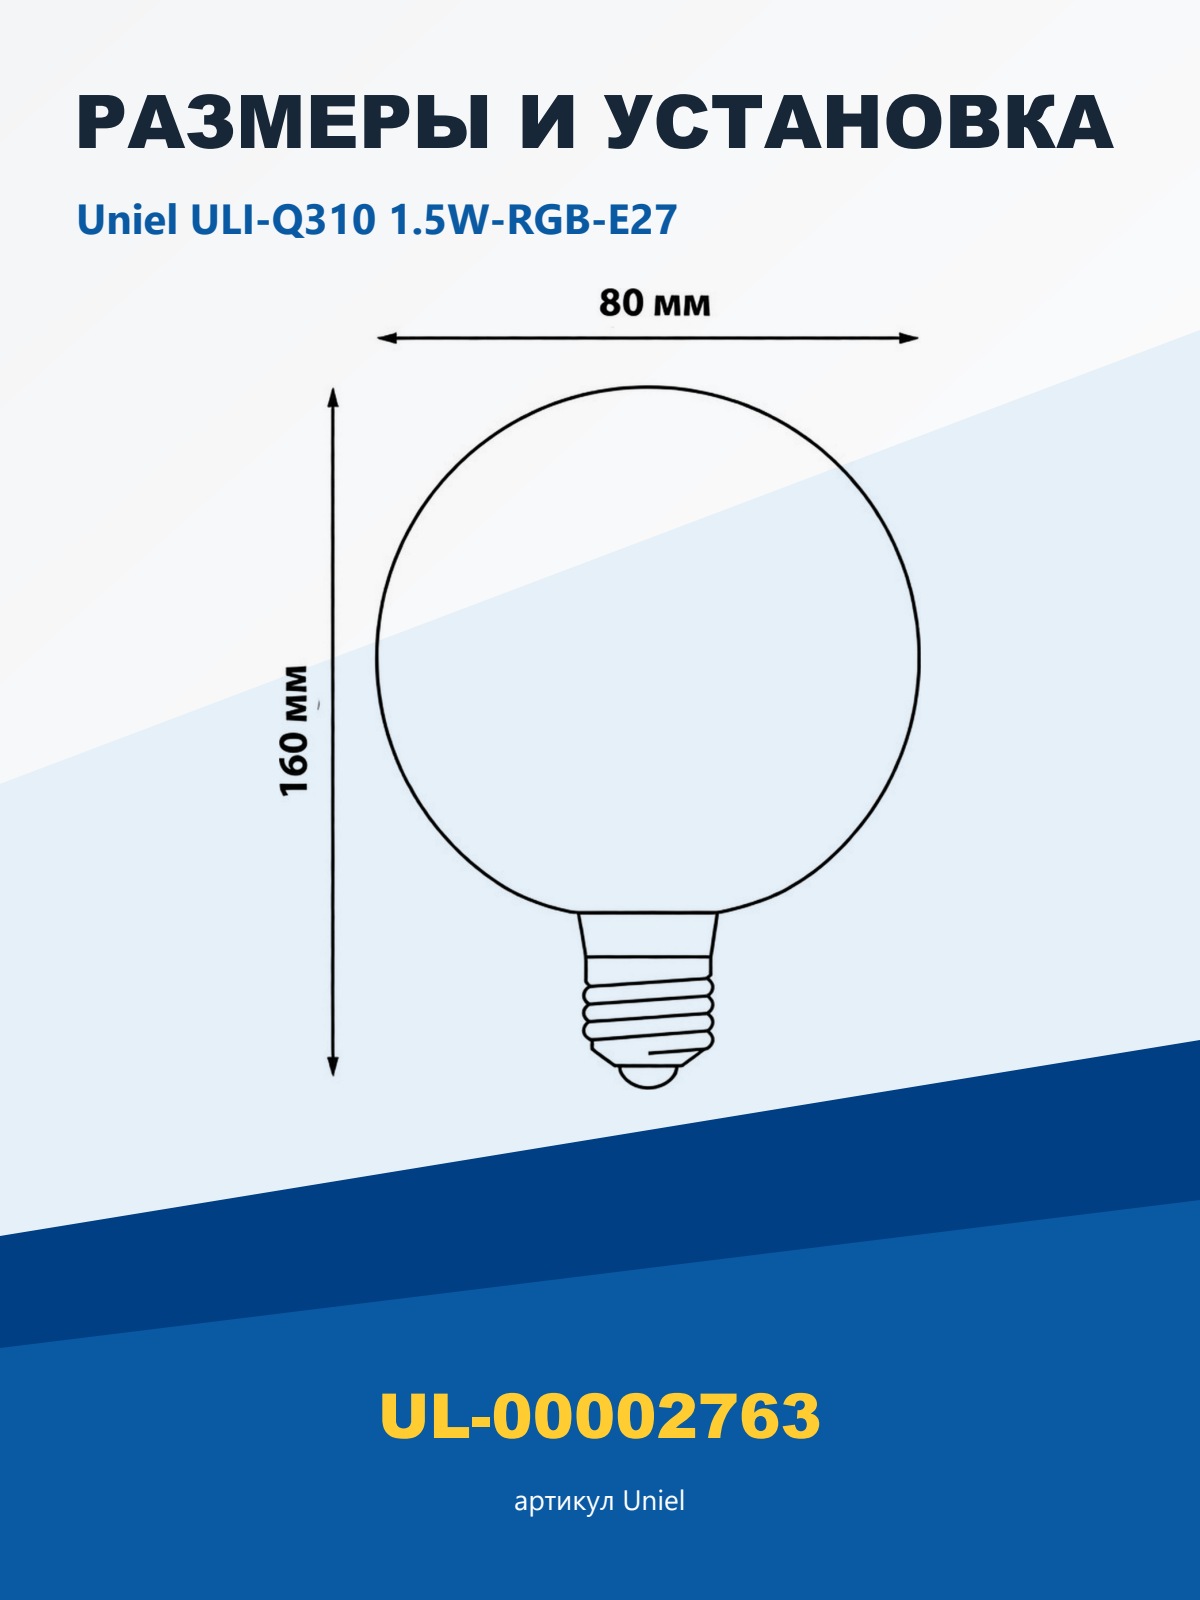 РАЗМЕРЫ И УСТАНОВКА
Uniel ULI-Q310 1.5W-RGB-E27
80 мм
160 мм
UL-00002763
артикул Uniel